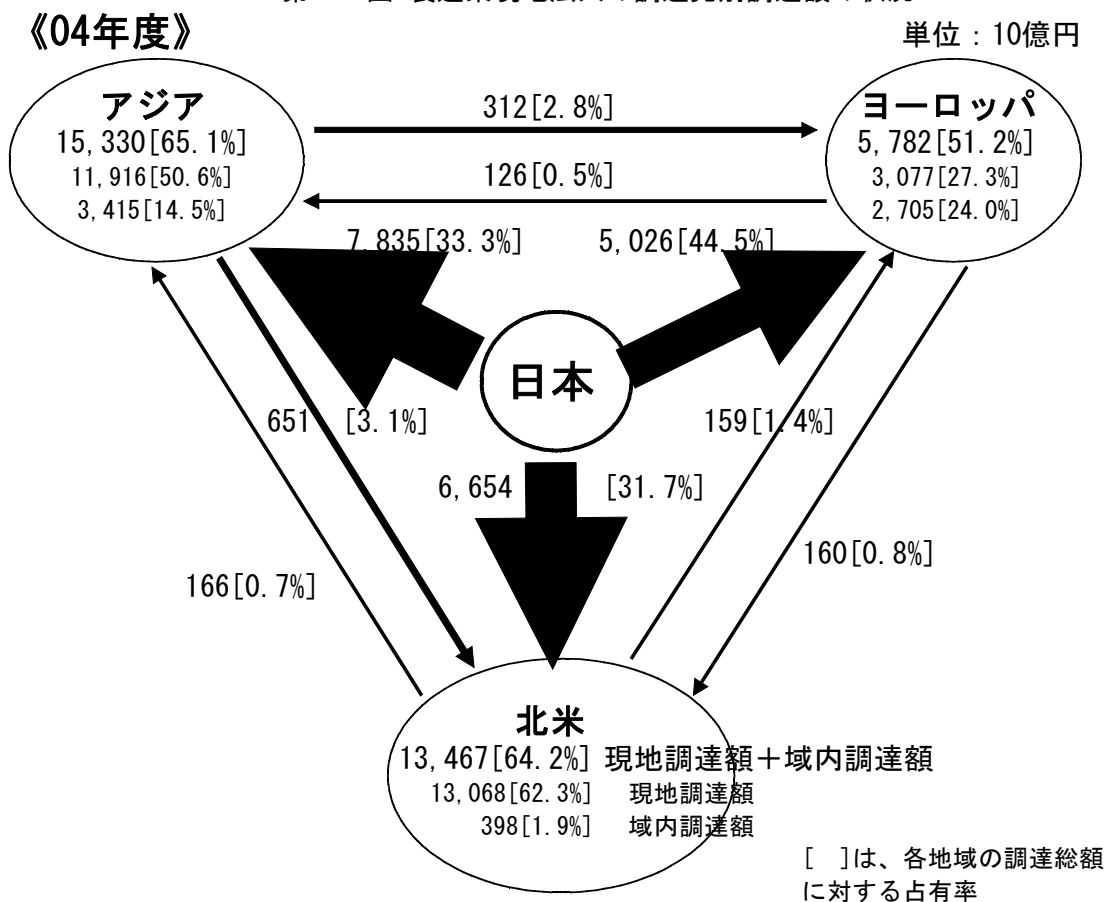 《04年度》
単位：10億円
アジア
15,330[65.1%]
11,916[50.6%]
3,415[14.5%]
312[2.8%]
126[0.5%]
ヨーロッパ
5,782[51.2%]
3,077[27.3%]
2,705[24.0%]
7,835[33.3%]
5,026[44.5%]
日本
651 [3.1%]
159[1.4%]
6,654 [31.7%]
166[0.7%]
160[0.8%]
北米
13,467[64.2%] 現地調達額＋域内調達額
13,068[62.3%] 現地調達額
398[1.9%] 域内調達額
[ ]は、各地域の調達総額
に対する占有率